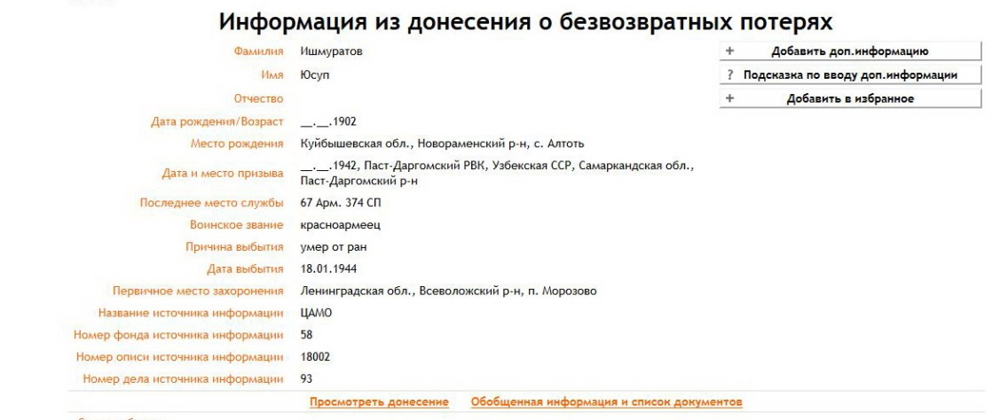 Информация из донесения о безвозвратных потерях
Фамилия Ишмуратов
+ Добавить доп.информацию
Имя Юсуп
? Подсказка по вводу доп.информации
Отчество
+ Добавить в избранное
Дата рождения/Возраст __.__.1902
Место рождения Куйбышевская обл., Новораменский р-н, с. Алтоть
Дата и место призыва __.__.1942, Паст-Даргомский РВК, Узбекская ССР, Самаркандская обл.,
Паст-Даргомский р-н
Последнее место службы 67 Арм. 374 СП
Воинское звание красноармеец
Причина выбытия умер от ран
Дата выбытия 18.01.1944
Первичное место захоронения Ленинградская обл., Всеволожский р-н, п. Морозово
Название источника информации ЦАМО
Номер фонда источника информации 58
Номер описи источника информации 18002
Номер дела источника информации 93
Просмотреть донесение Обобщенная информация и список документов